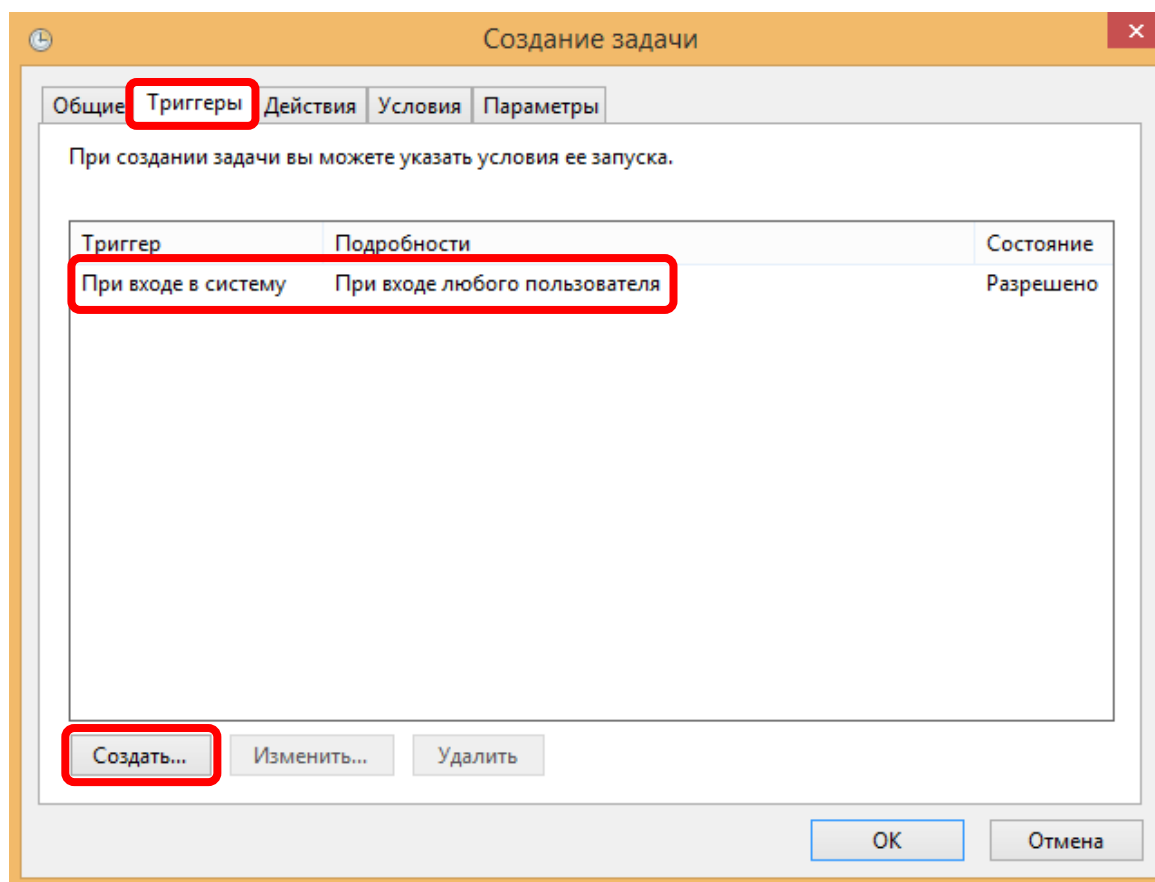 Создание задачи
Общие Триггеры Действия Условия Параметры
При создании задачи вы можете указать условия ее запуска.
Триггер Подробности Состояние
При входе в систему При входе любого пользователя Разрешено
Создать... Изменить... Удалить
ОК Отмена